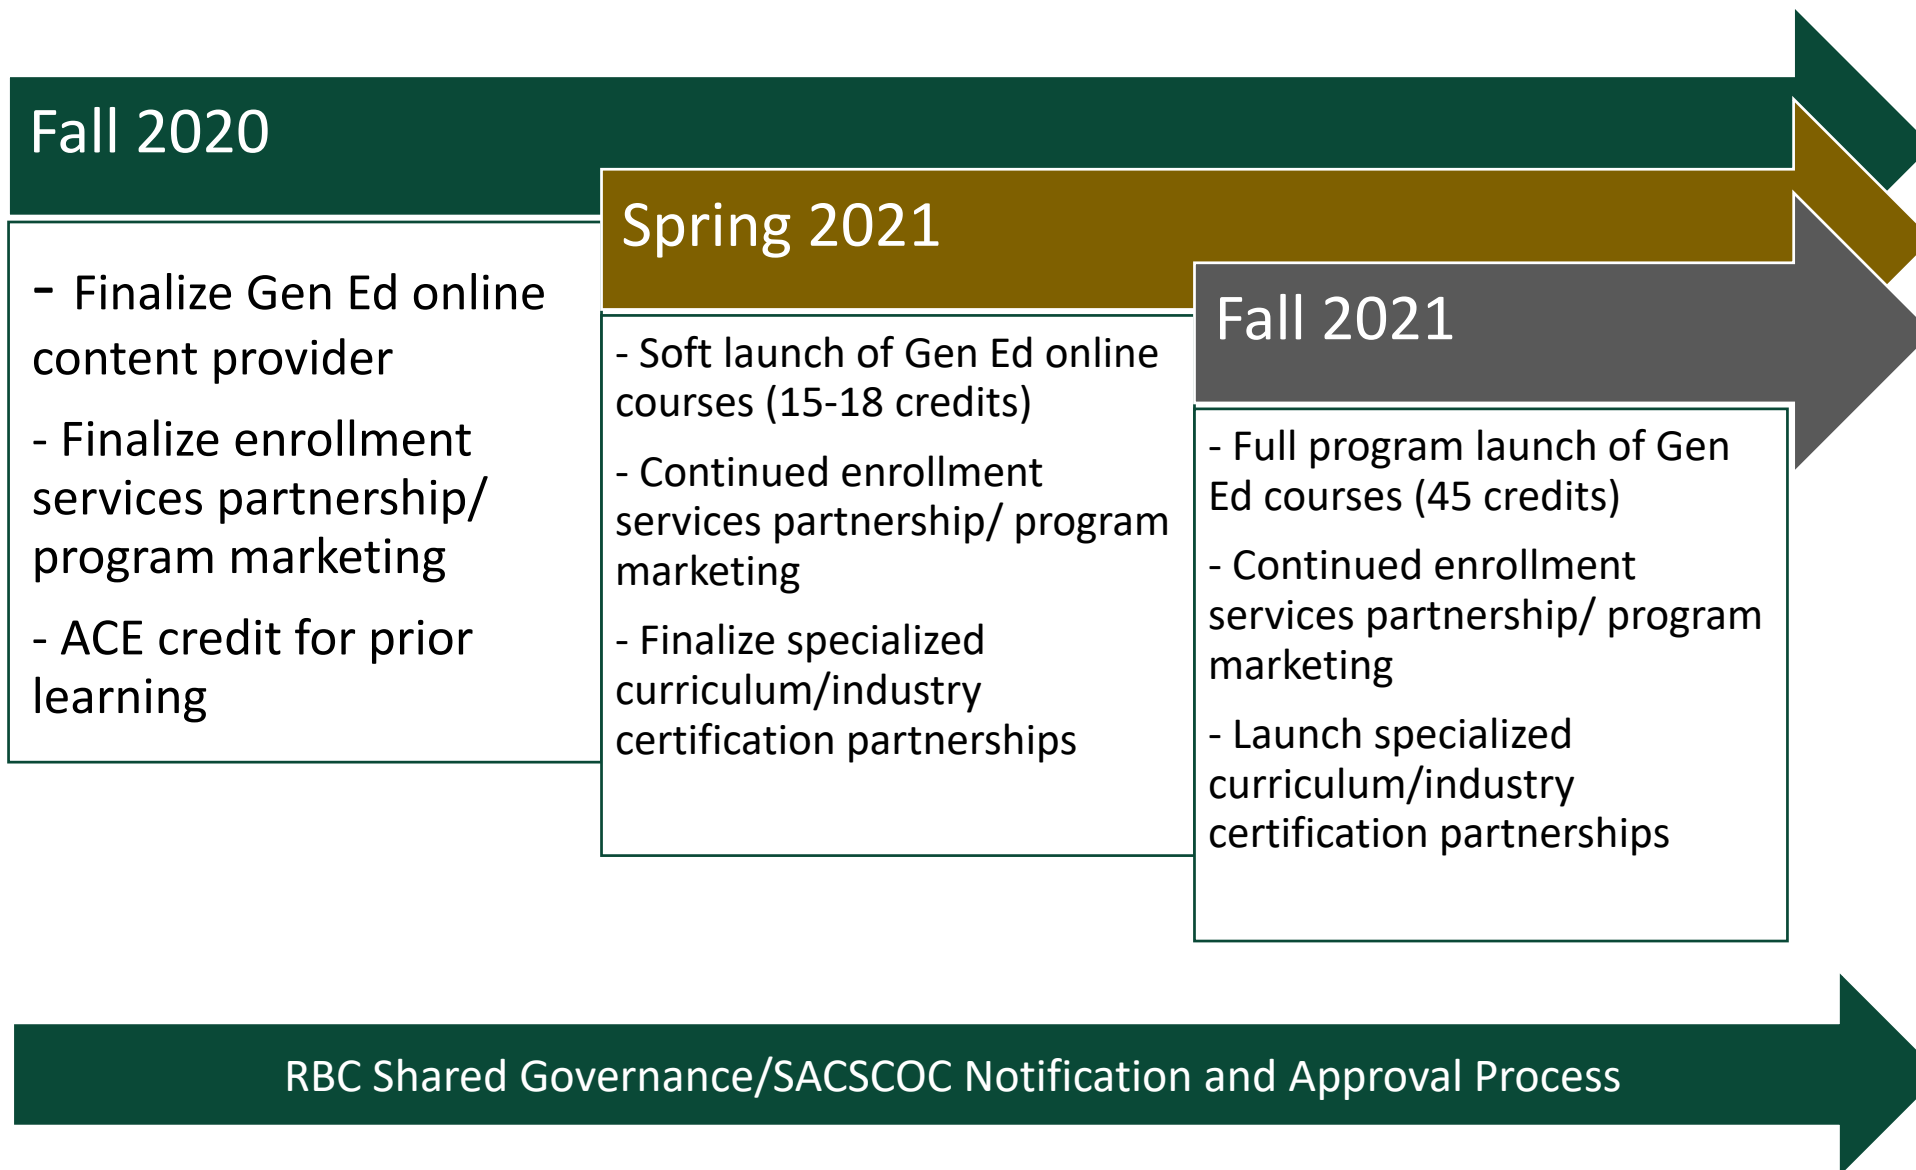 Fall 2020
- Finalize Gen Ed online
content provider
- Finalize enrollment
services partnership/
program marketing
- ACE credit for prior
learning
Spring 2021
- Soft launch of Gen Ed online
courses (15-18 credits)
- Continued enrollment
services partnership/ program
marketing
- Finalize specialized
curriculum/industry
certification partnerships
Fall 2021
- Full program launch of Gen
Ed courses (45 credits)
- Continued enrollment
services partnership/ program
marketing
- Launch specialized
curriculum/industry
certification partnerships
RBC Shared Governance/SACSCOC Notification and Approval Process